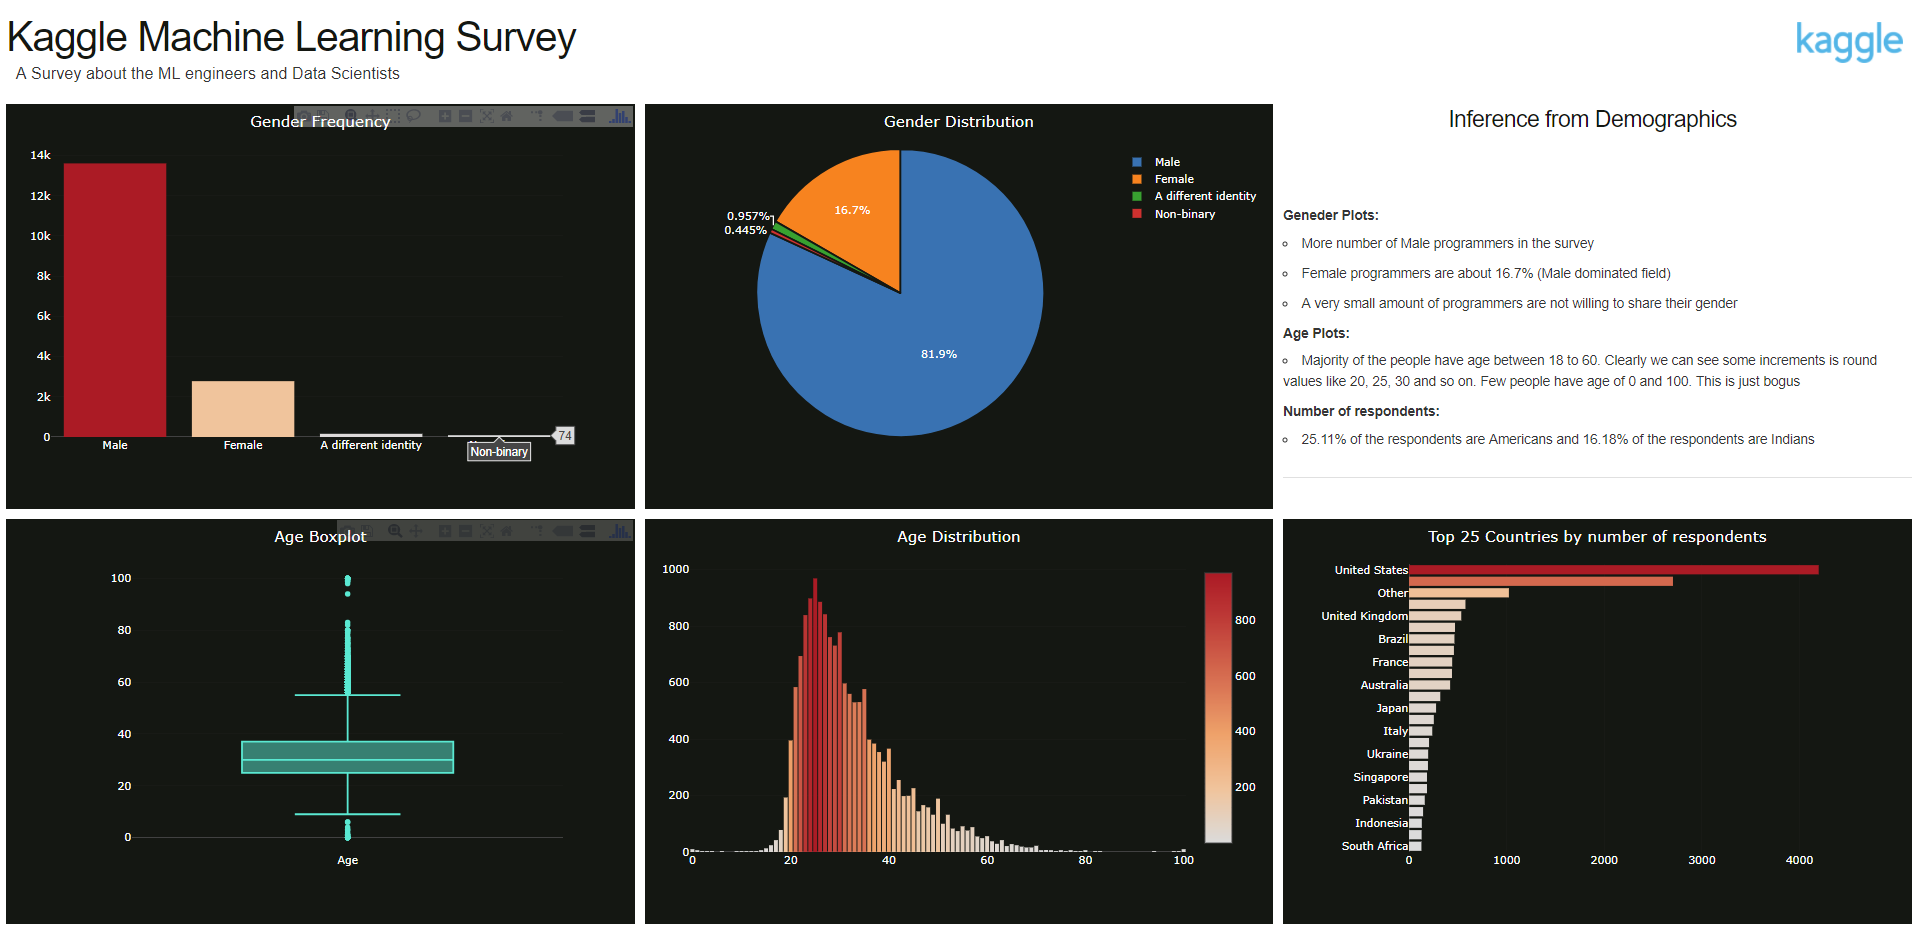 Kaggle Machine Learning Survey
kaggle
A Survey about the ML engineers and Data Scientists
Gender Frequency
14k
12k
10k
8k
6k
4k
2k
0
Male
Female
A different identity
Non-binary
74
Gender Distribution
Male
Female
A different identity
Non-binary
0.957%
0.445%
16.7%
81.9%
Inference from Demographics
Geneder Plots:
More number of Male programmers in the survey
Female programmers are about 16.7% (Male dominated field)
A very small amount of programmers are not willing to share their gender
Age Plots:
Majority of the people have age between 18 to 60. Clearly we can see some increments is round
values like 20, 25, 30 and so on. Few people have age of 0 and 100. This is just bogus
Number of respondents:
25.11% of the respondents are Americans and 16.18% of the respondents are Indians
Age Boxplot
100
80
60
40
20
0
Age
Age Distribution
1000
800
600
400
200
0
0
20
40
60
80
100
800
600
400
200
Top 25 Countries by number of respondents
United States
Other
United Kingdom
Brazil
France
Australia
Japan
Italy
Ukraine
Singapore
Pakistan
Indonesia
South Africa
0
1000
2000
3000
4000